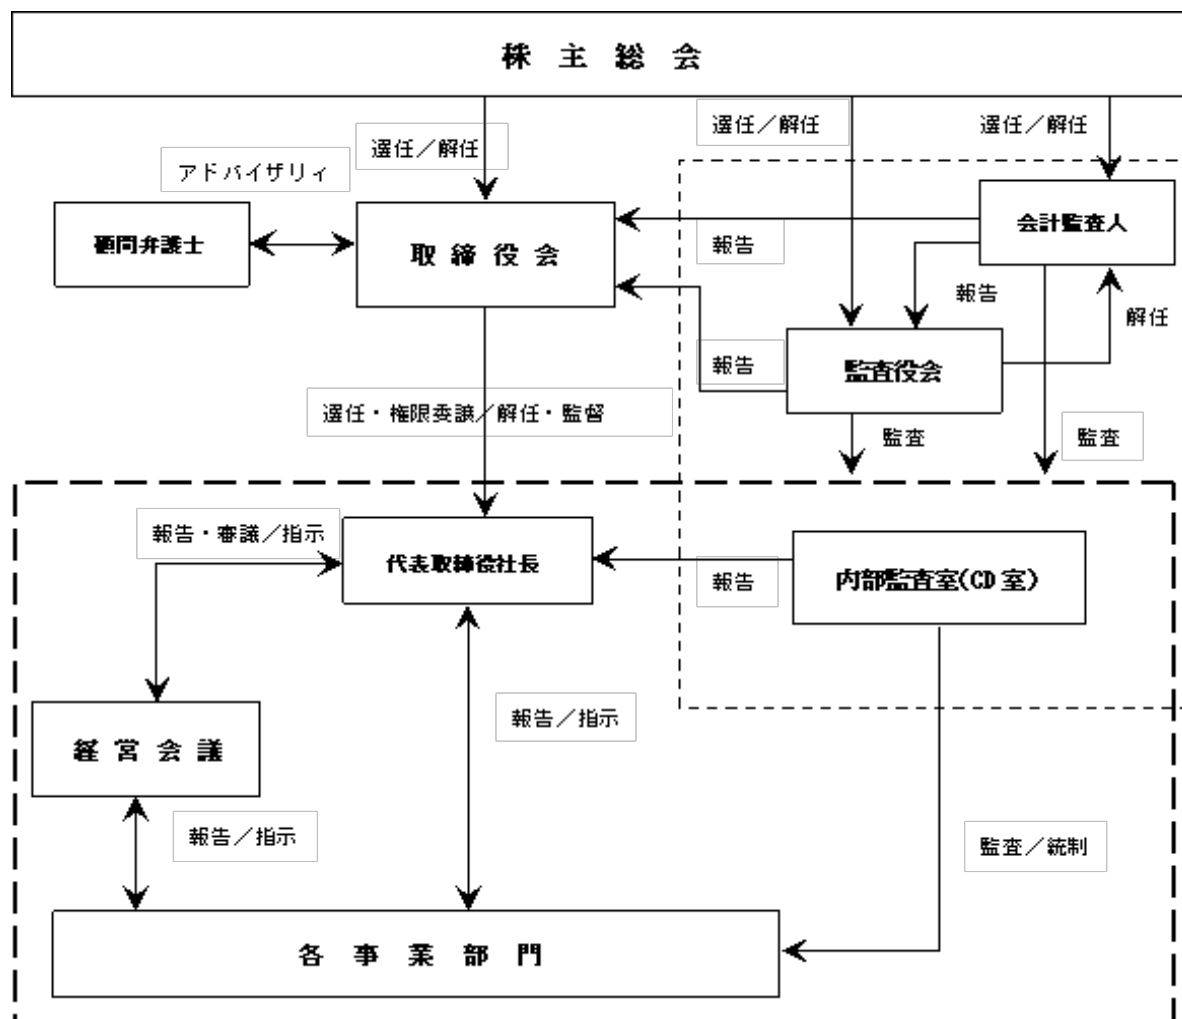 株主総会
選任／解任
選任／解任
選任／解任
アドバイザリィ
顧問弁護士
取締役会
会計監査人
報告
報告
解任
報告
監査役会
選任・権限委譲／解任・監督
監査
監査
報告・審議／指示
代表取締役社長
報告
内部監査室(CD室)
報告／指示
経営会議
報告／指示
監査／統制
各事業部門